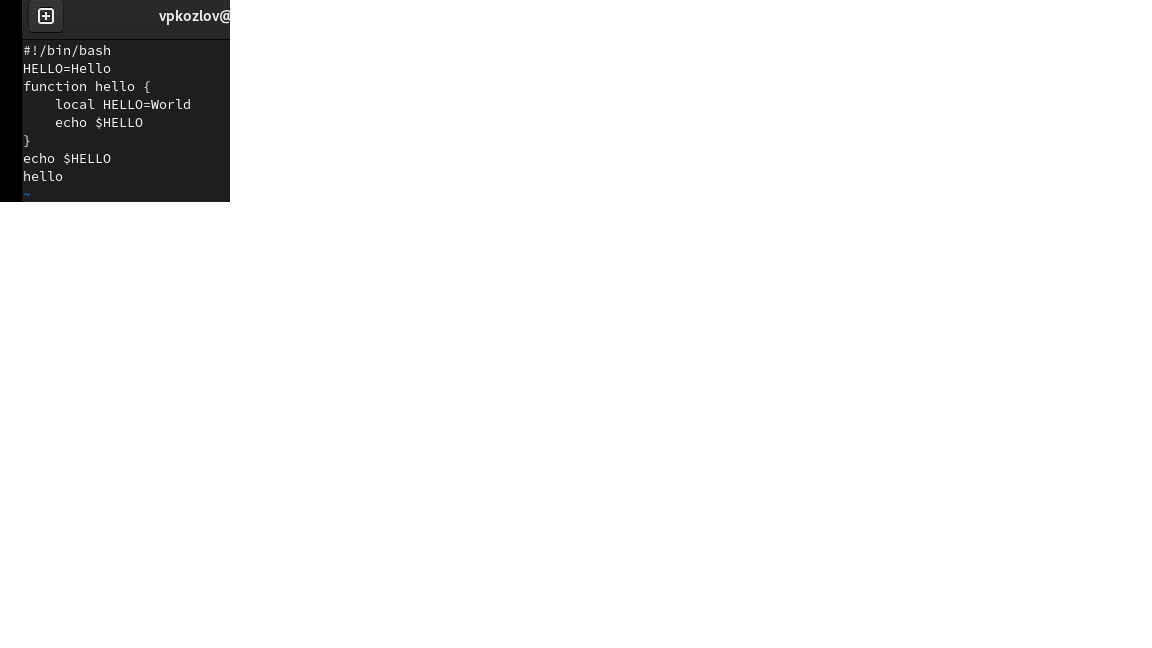 vpkozlov@
#!/bin/bash
HELLO=Hello
function hello {
    local HELLO=World
    echo $HELLO
}
echo $HELLO
hello
~